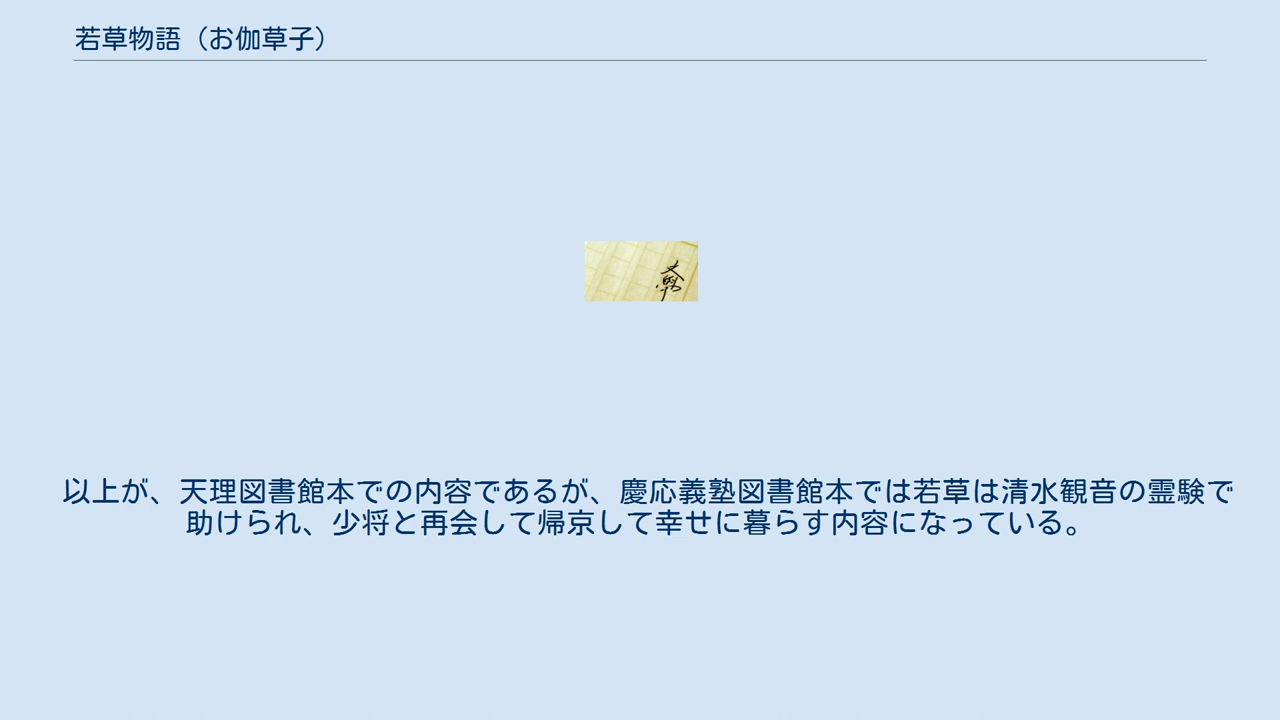 若草物語（お伽草子）
以上が、天理図書館本での内容であるが、慶応義塾図書館本では若草は清水観音の霊験で
助けられ、少将と再会して帰京して幸せに暮らす内容になっている。